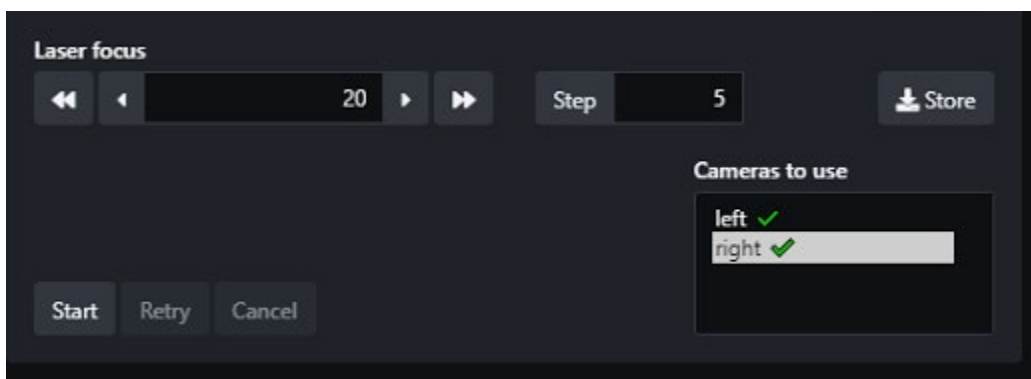 Laser focus
20 Step 5 Store
Cameras to use
left
right
Start Retry Cancel